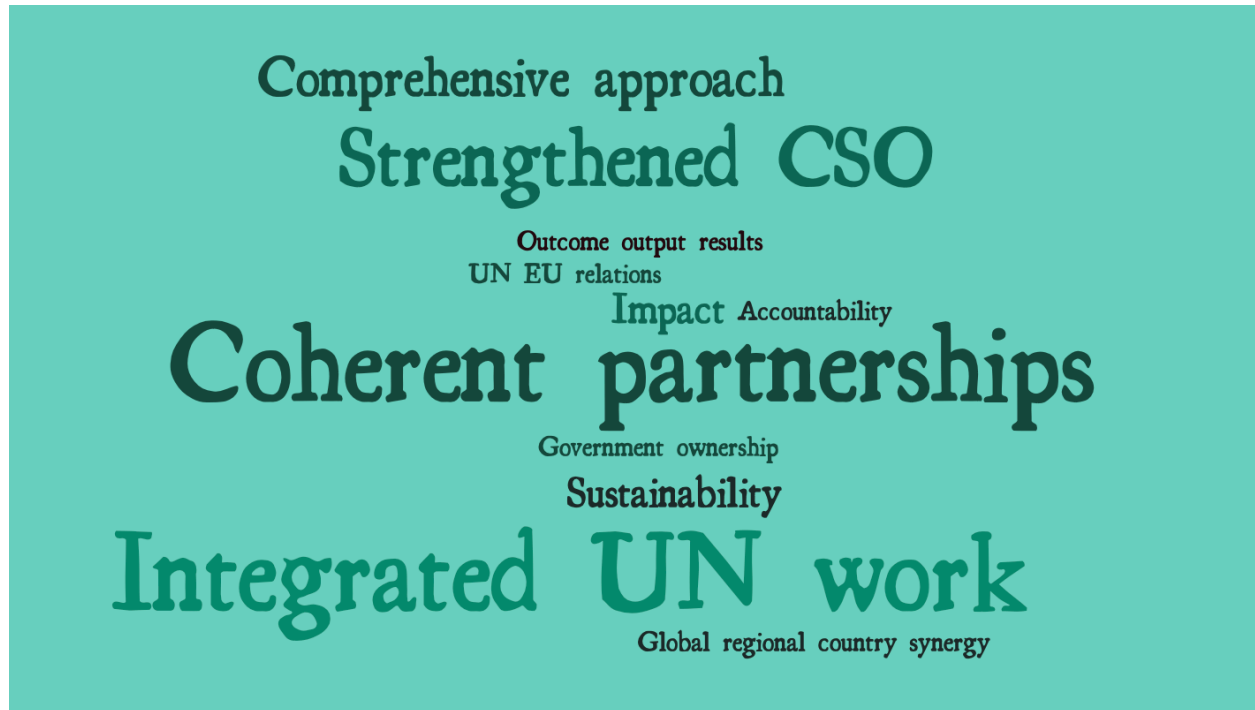 Comprehensive approach
Strengthened CSO
Outcome output results
UN EU relations
Impact Accountability
Coherent partnerships
Government ownership
Sustainability
Integrated UN work
Global regional country synergy